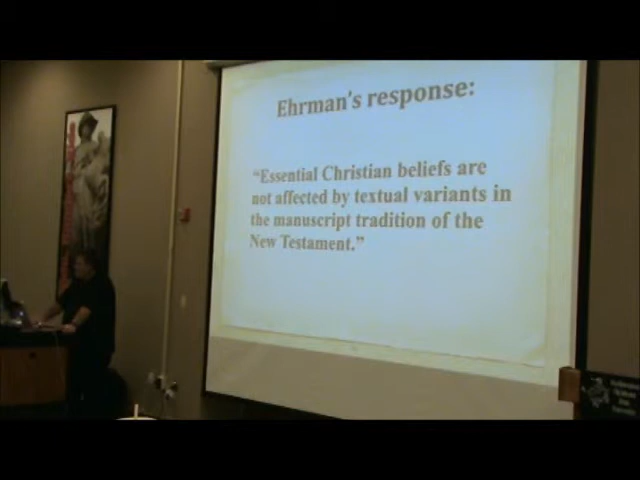 Ehrman's response:
“Essential Christian beliefs are
not affected by textual variants in
the manuscript tradition of the
New Testament.”